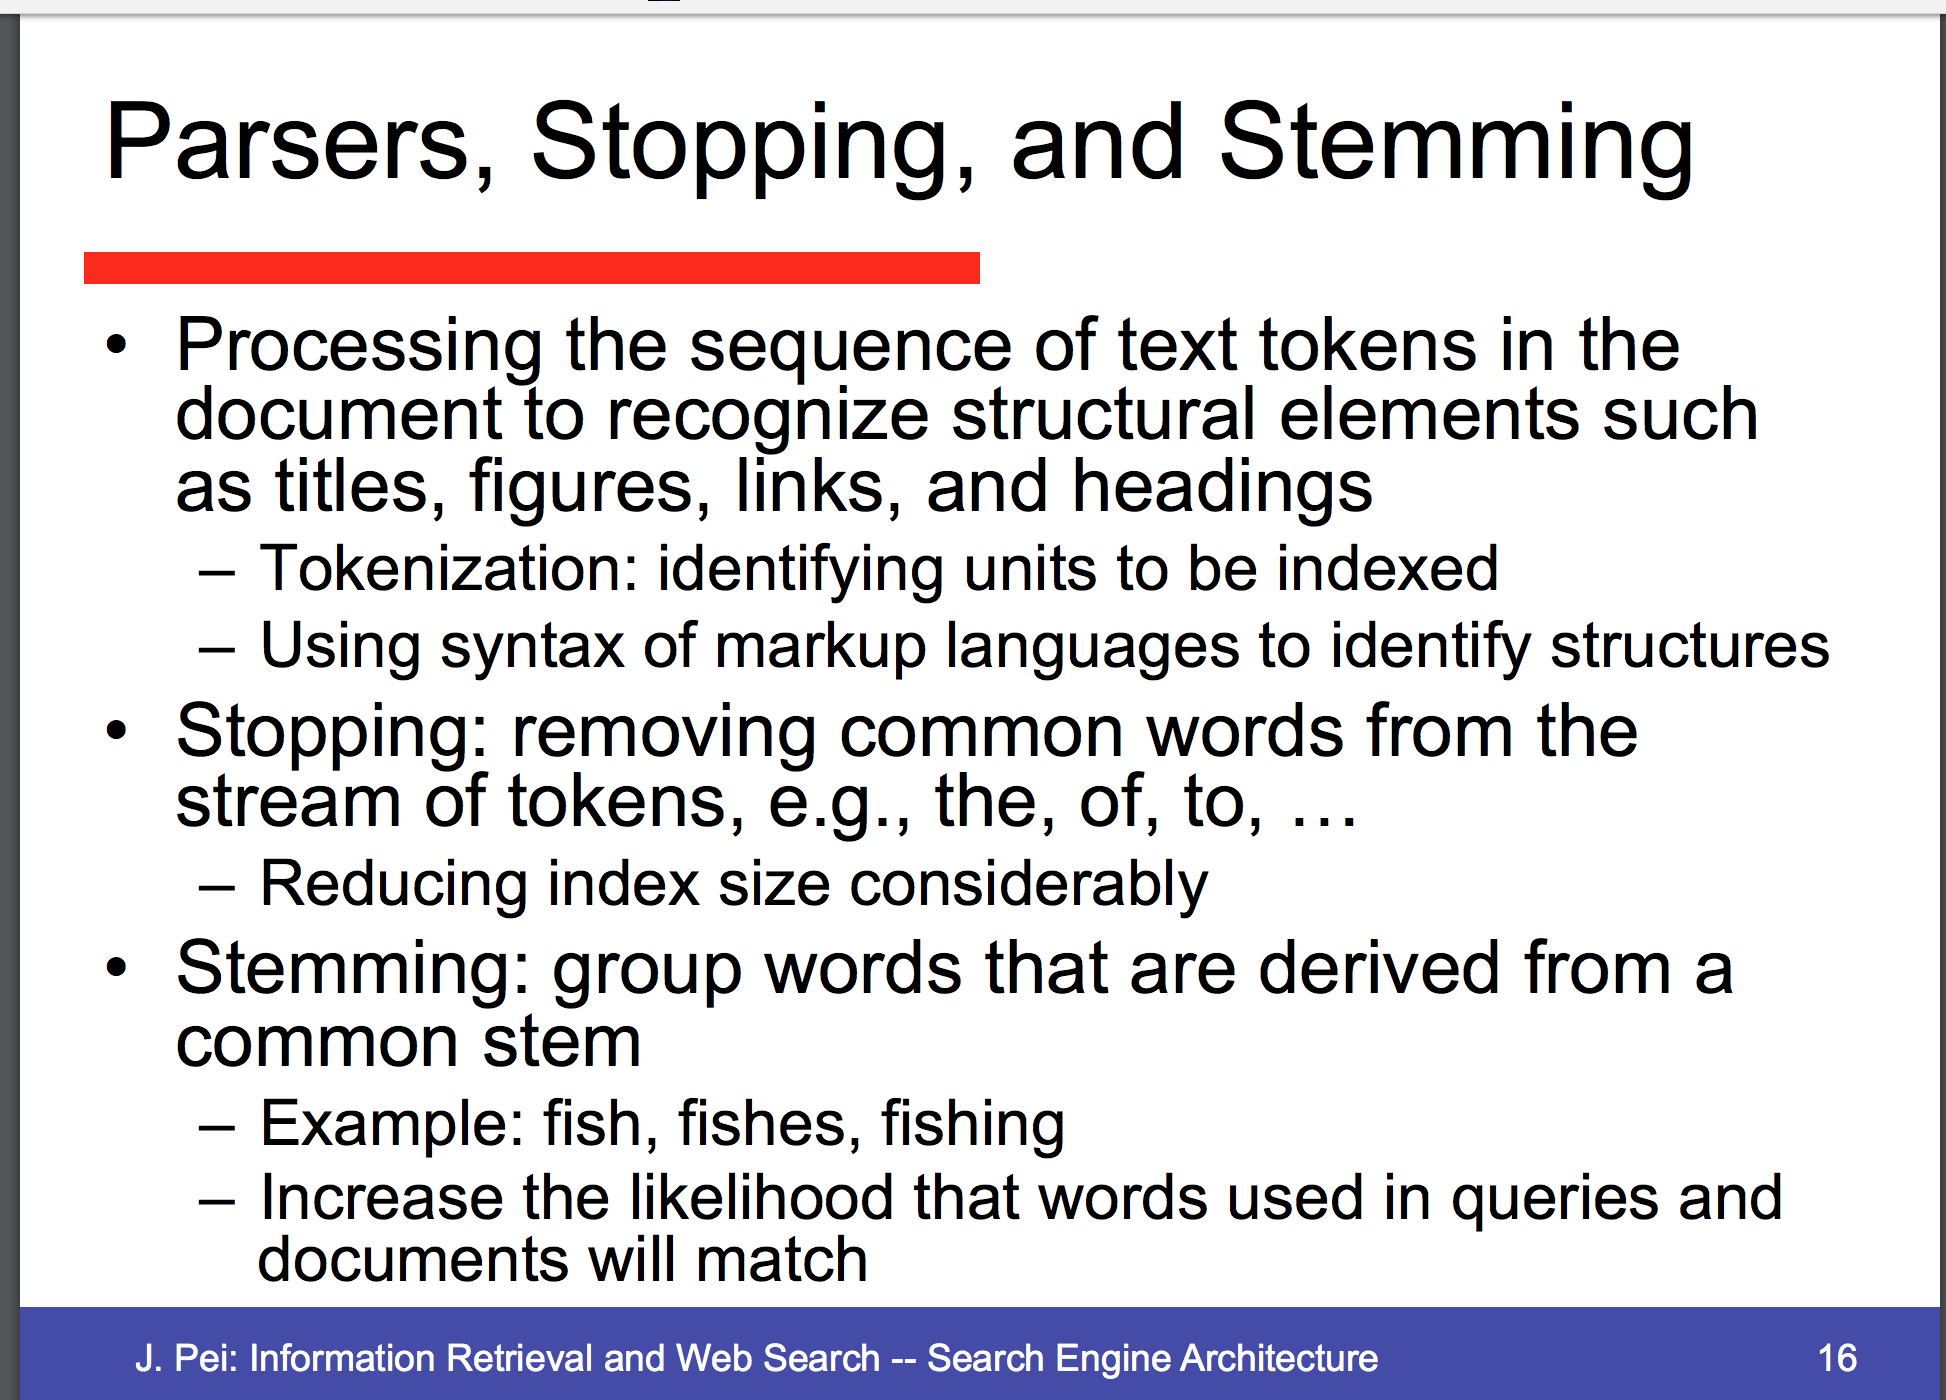 Parsers, Stopping, and Stemming
• Processing the sequence of text tokens in the
document to recognize structural elements such
as titles, figures, links, and headings
– Tokenization: identifying units to be indexed
– Using syntax of markup languages to identify structures
• Stopping: removing common words from the
stream of tokens, e.g., the, of, to, …
– Reducing index size considerably
• Stemming: group words that are derived from a
common stem
– Example: fish, fishes, fishing
– Increase the likelihood that words used in queries and
documents will match
J. Pei: Information Retrieval and Web Search -- Search Engine Architecture
16